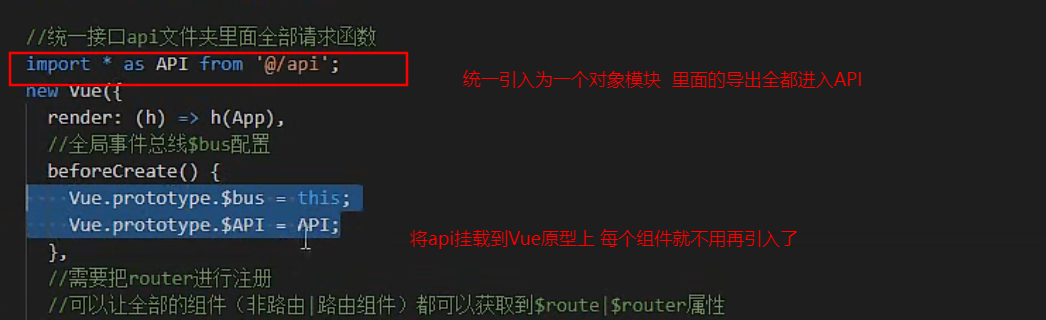 //统一接口api文件夹里面全部请求函数
import * as API from '@/api';
统一引入为一个对象模块 里面的导出全都进入API
new Vue({
render: (h) => h(App),
//全局事件总线$bus配置
beforeCreate() {
Vue.prototype.$bus = this;
Vue.prototype.$API = API;
将api挂载到Vue原型上 每个组件就不用再引入了
},
//需要把router进行注册
//可以让全部的组件（非路由|路由组件）都可以获取到$route|$router属性